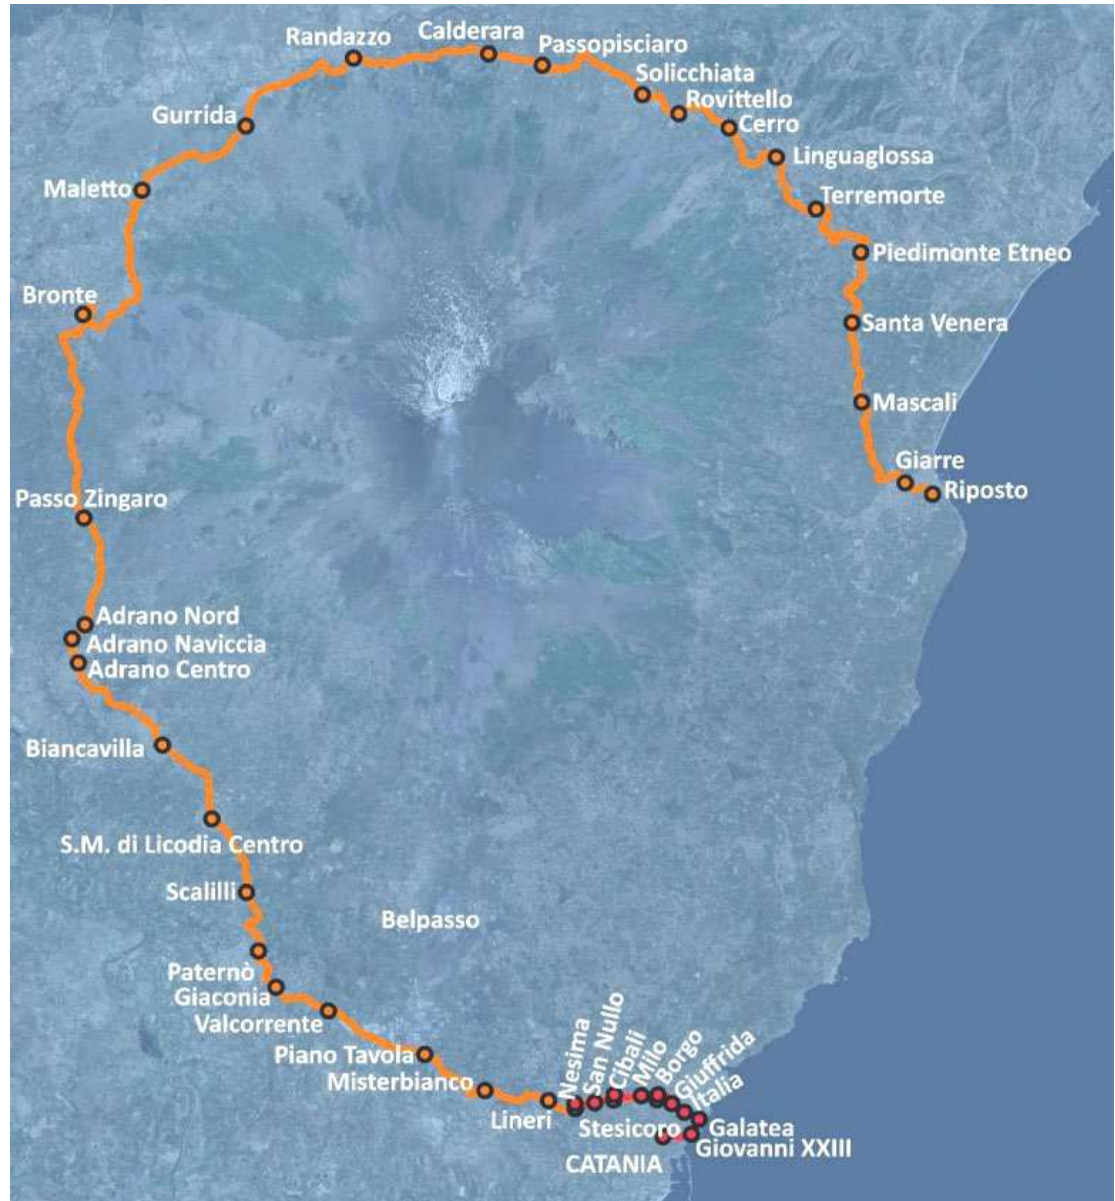 Calderara
Randazzo
Passopisciaro
Solicchiata
Rovittello
Gurrida
Cerro
Linguaglossa
Maletto
Terremorte
Piedimonte Etneo
Bronte
Santa Venera
Mascali
Giarre
Riposto
Passo Zingaro
Adrano Nord
Adrano Naviccia
Adrano Centro
Biancavilla
S.M. di Licodia Centro
Scalilli
Belpasso
Paternò
Giaconia
Valcorrente
Piano Tavola
Misterbianco
Lineri
Nesima
San Nullo
Cibali
Milo
Borgo
Giuffrida
Italia
Galatea
Giovanni XXIII
Stesicoro
CATANIA